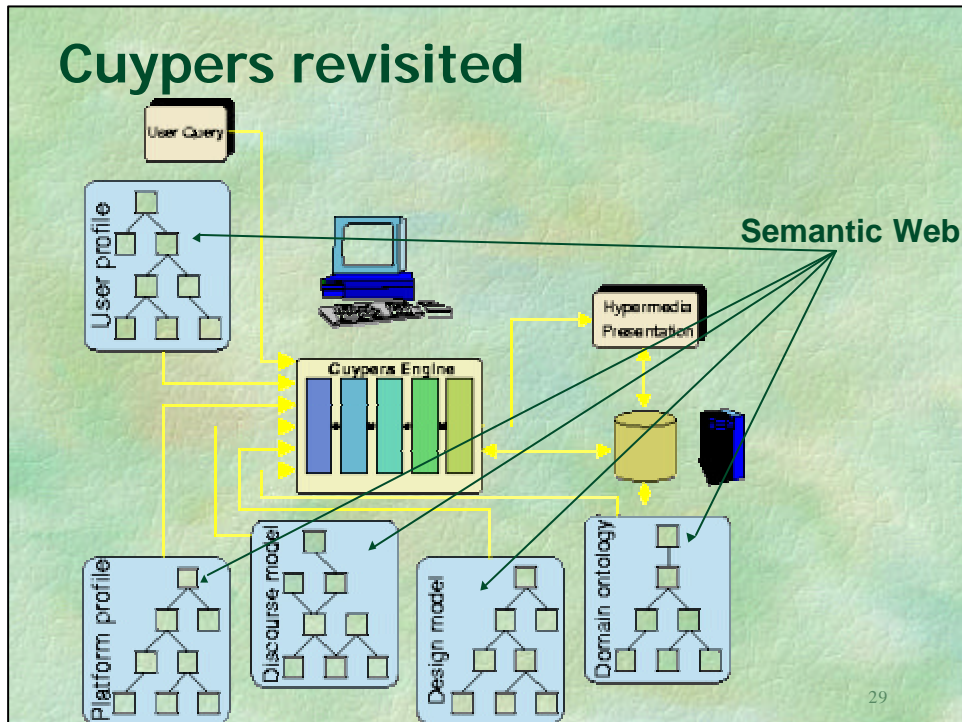 Cuypers revisited
User Query
User profile
Semantic Web
Hypermedia
Presentation
Cuypers Engine
Platform profile
Discourse model
Design model
Domain ontology
29